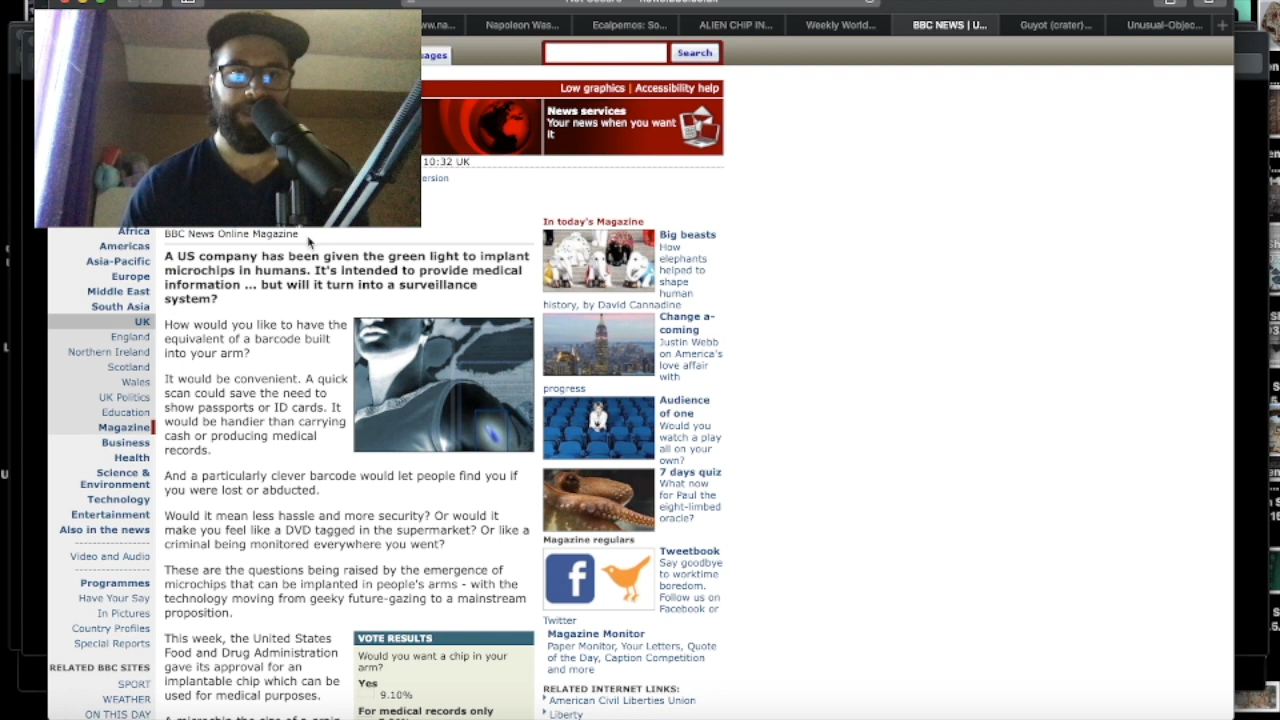 ww.na...
Napoleon Was...
Ecalpemos: So...
ALIEN CHIP IN...
Weekly World...
BBC NEWS | U...
Guyot (crater)...
Unusual-Objec...
Search
Low graphics | Accessibility help
News services
Your news when you want
it
10:32 UK
ersion
Africa
Americas
Asia-Pacific
Europe
Middle East
South Asia
UK
England
Northern Ireland
Scotland
Wales
UK Politics
Education
Magazine
Business
Health
Science &
Environment
Technology
Entertainment
Also in the news
Video and Audio
Programmes
Have Your Say
In Pictures
Country Profiles
Special Reports
RELATED BBC SITES
SPORT
WEATHER
ON THIS DAY
BBC News Online Magazine
A US company has been given the green light to implant
microchips in humans. It's intended to provide medical
information ... but will it turn into a surveillance
system?
How would you like to have the
equivalent of a barcode built
into your arm?
It would be convenient. A quick
scan could save the need to
show passports or ID cards. It
would be handier than carrying
cash or producing medical
records.
And a particularly clever barcode would let people find you if
you were lost or abducted.
Would it mean less hassle and more security? Or would it
make you feel like a DVD tagged in the supermarket? Or like a
criminal being monitored everywhere you went?
These are the questions being raised by the emergence of
microchips that can be implanted in people's arms - with the
technology moving from geeky future-gazing to a mainstream
proposition.
This week, the United States
Food and Drug Administration
gave its approval for an
implantable chip which can be
used for medical purposes.
VOTE RESULTS
Would you want a chip in your
arm?
Yes
9.10%
For medical records only
In today's Magazine
Big beasts
How
elephants
helped to
shape
human
history, by David Cannadine
Change a-
coming
Justin Webb
on America's
love affair
with
progress
Audience
of one
Would you
watch a play
all on your
own?
7 days quiz
What now
for Paul the
eight-limbed
oracle?
Magazine regulars
Tweetbook
Say goodbye
to worktime
boredom.
Follow us on
Facebook or
Twitter
Magazine Monitor
Paper Monitor, Your Letters, Quote
of the Day, Caption Competition
and more
RELATED INTERNET LINKS:
American Civil Liberties Union
Liberty